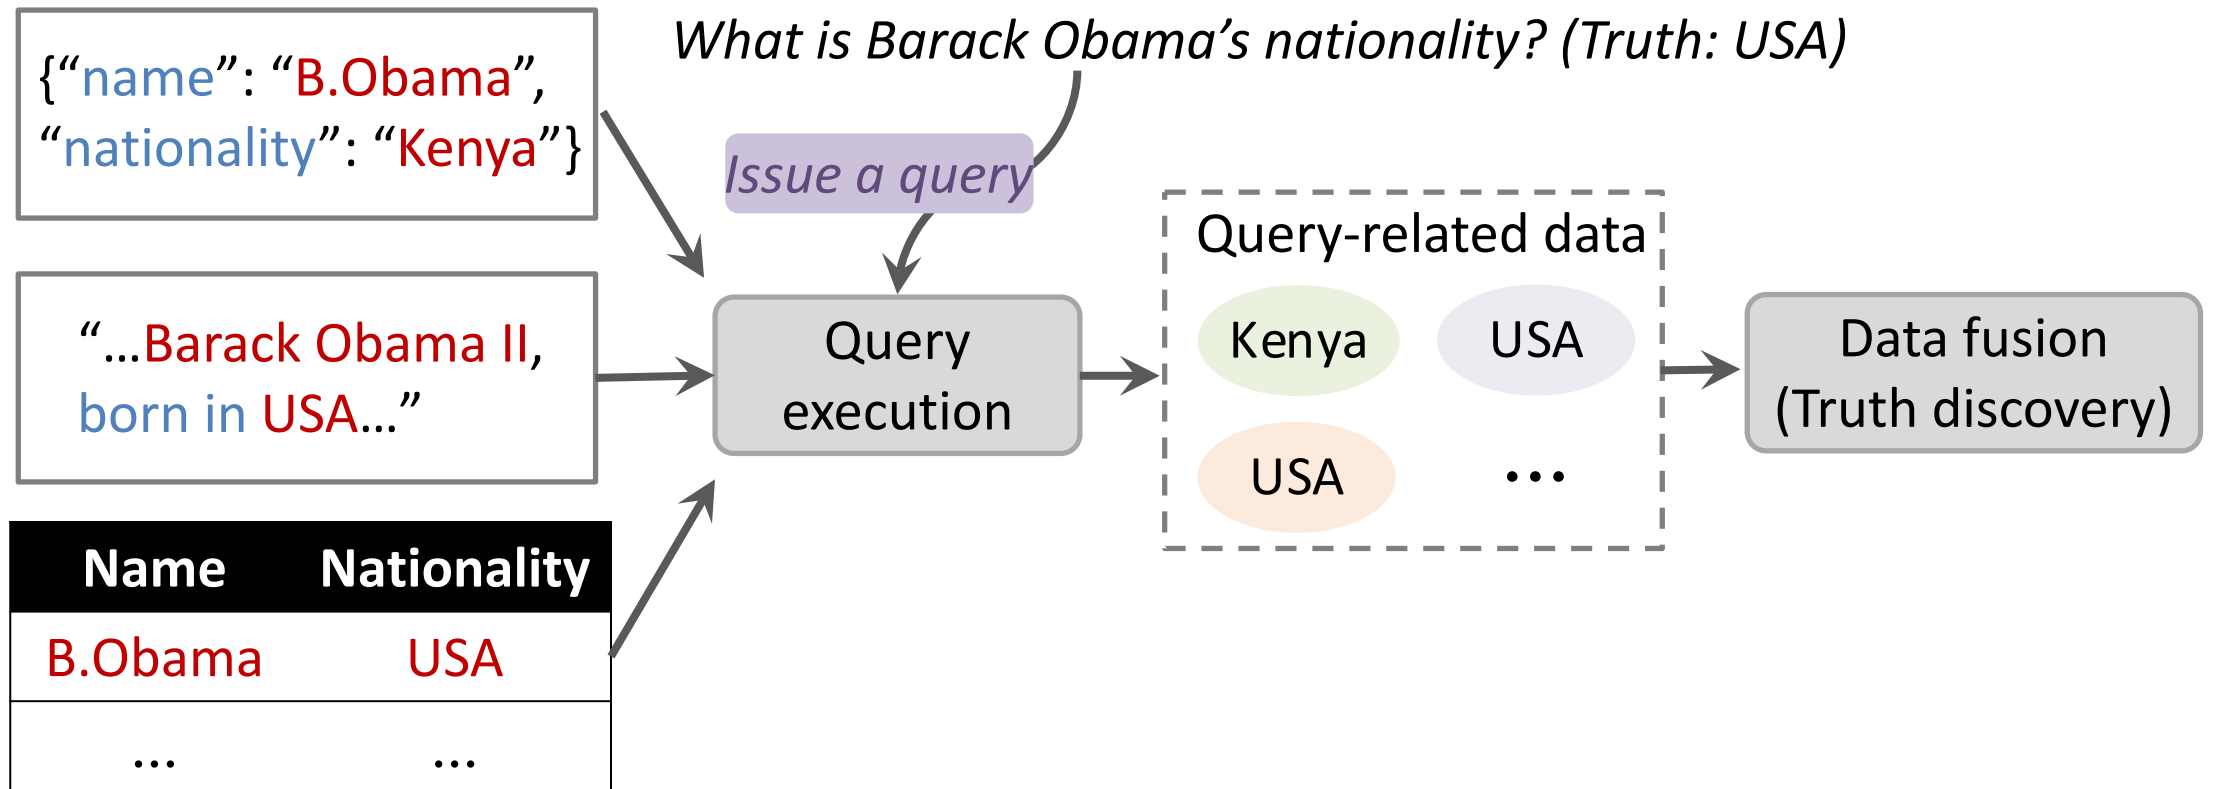 What is Barack Obama’s nationality? (Truth: USA)
{“name”: “B.Obama”,
“nationality”: “Kenya”}
Issue a query
“...Barack Obama II,
born in USA...”
Name Nationality
B.Obama USA
... ...
Query
execution
Query-related data
Kenya USA
USA ...
Data fusion
(Truth discovery)